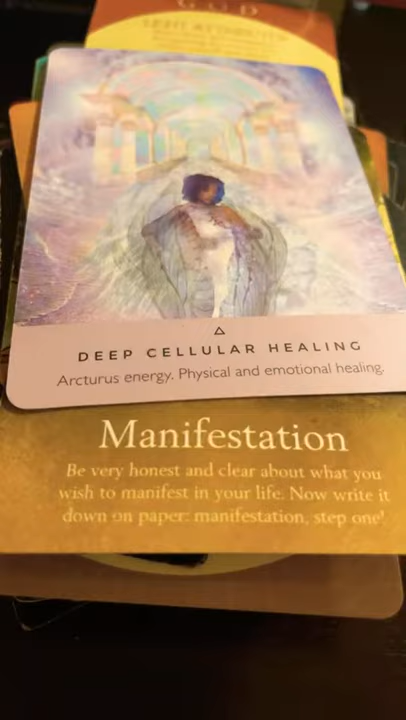 GOD
△
DEEP CELLULAR HEALING
Arcturus energy. Physical and emotional healing.
Manifestation
Be very honest and clear about what you
wish to manifest in your life. Now write it
down on paper: manifestation, step one!